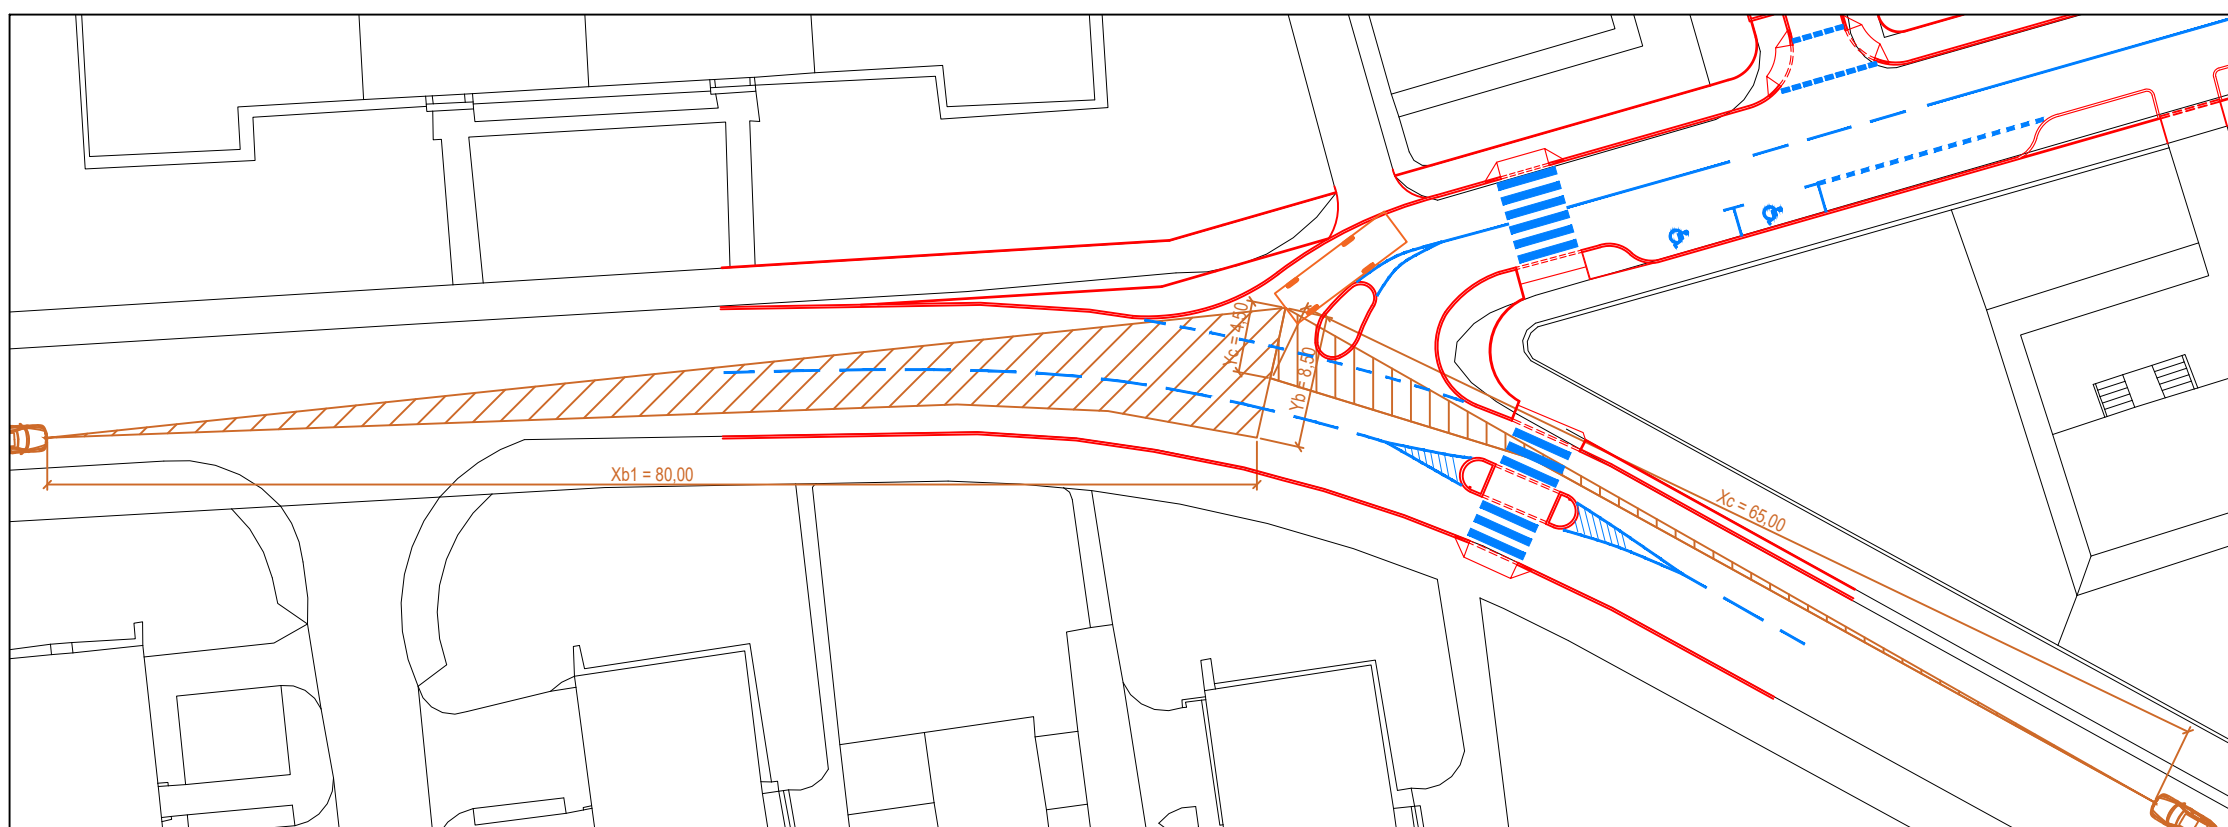 Yc = 4,50
Yb = 8,50
Xb1 = 80,00
Xc = 65,00